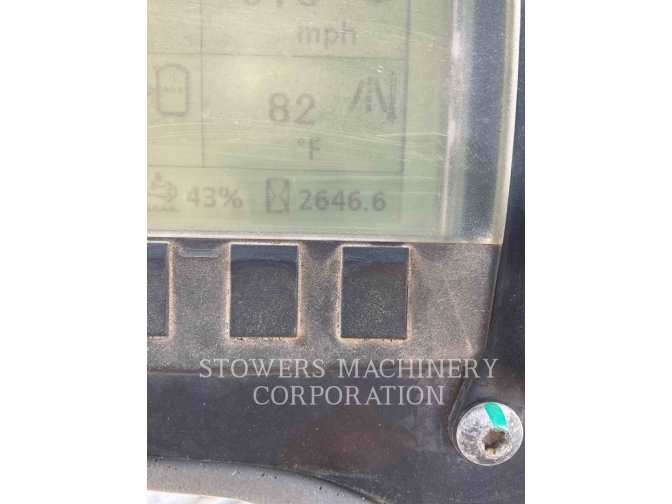 mph
82
°F
43% 2646.6
STOWERS MACHINERY
CORPORATION